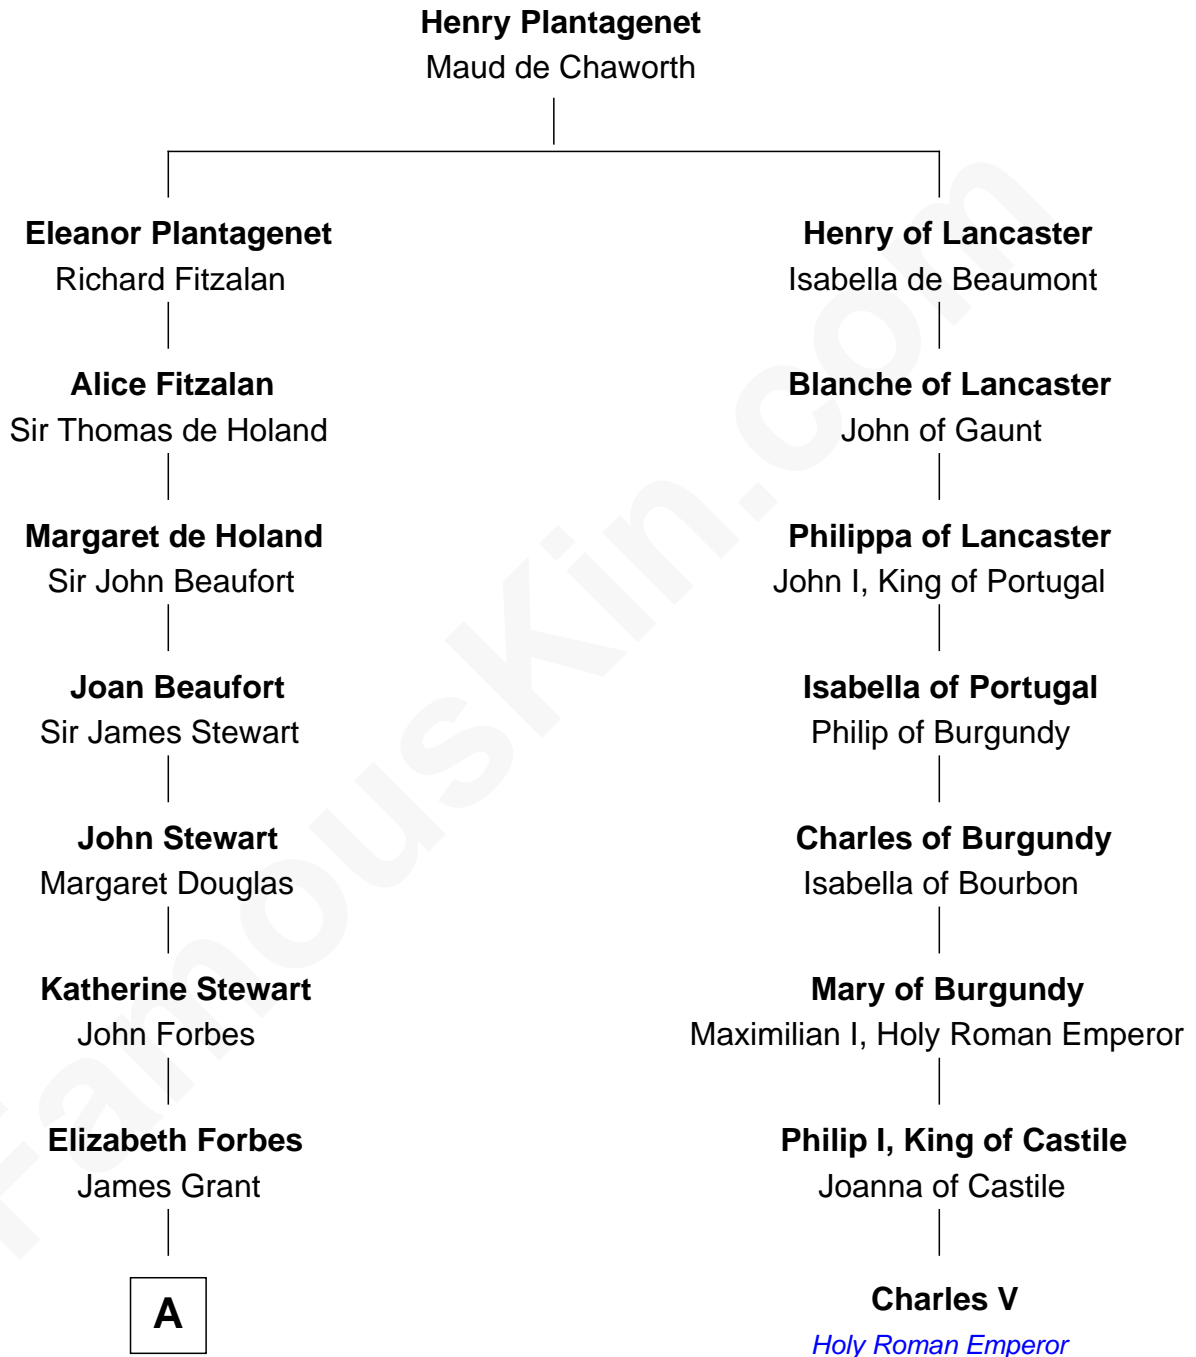 Henry Plantagenet
Maud de Chaworth
Eleanor Plantagenet
Richard Fitzalan
Alice Fitzalan
Sir Thomas de Holand
Margaret de Holand
Sir John Beaufort
Joan Beaufort
Sir James Stewart
John Stewart
Margaret Douglas
Katherine Stewart
John Forbes
Elizabeth Forbes
James Grant
A
Henry of Lancaster
Isabella de Beaumont
Blanche of Lancaster
John of Gaunt
Philippa of Lancaster
John I, King of Portugal
Isabella of Portugal
Philip of Burgundy
Charles of Burgundy
Isabella of Bourbon
Mary of Burgundy
Maximilian I, Holy Roman Emperor
Philip I, King of Castile
Joanna of Castile
Charles V
Holy Roman Emperor
FamousKin.com